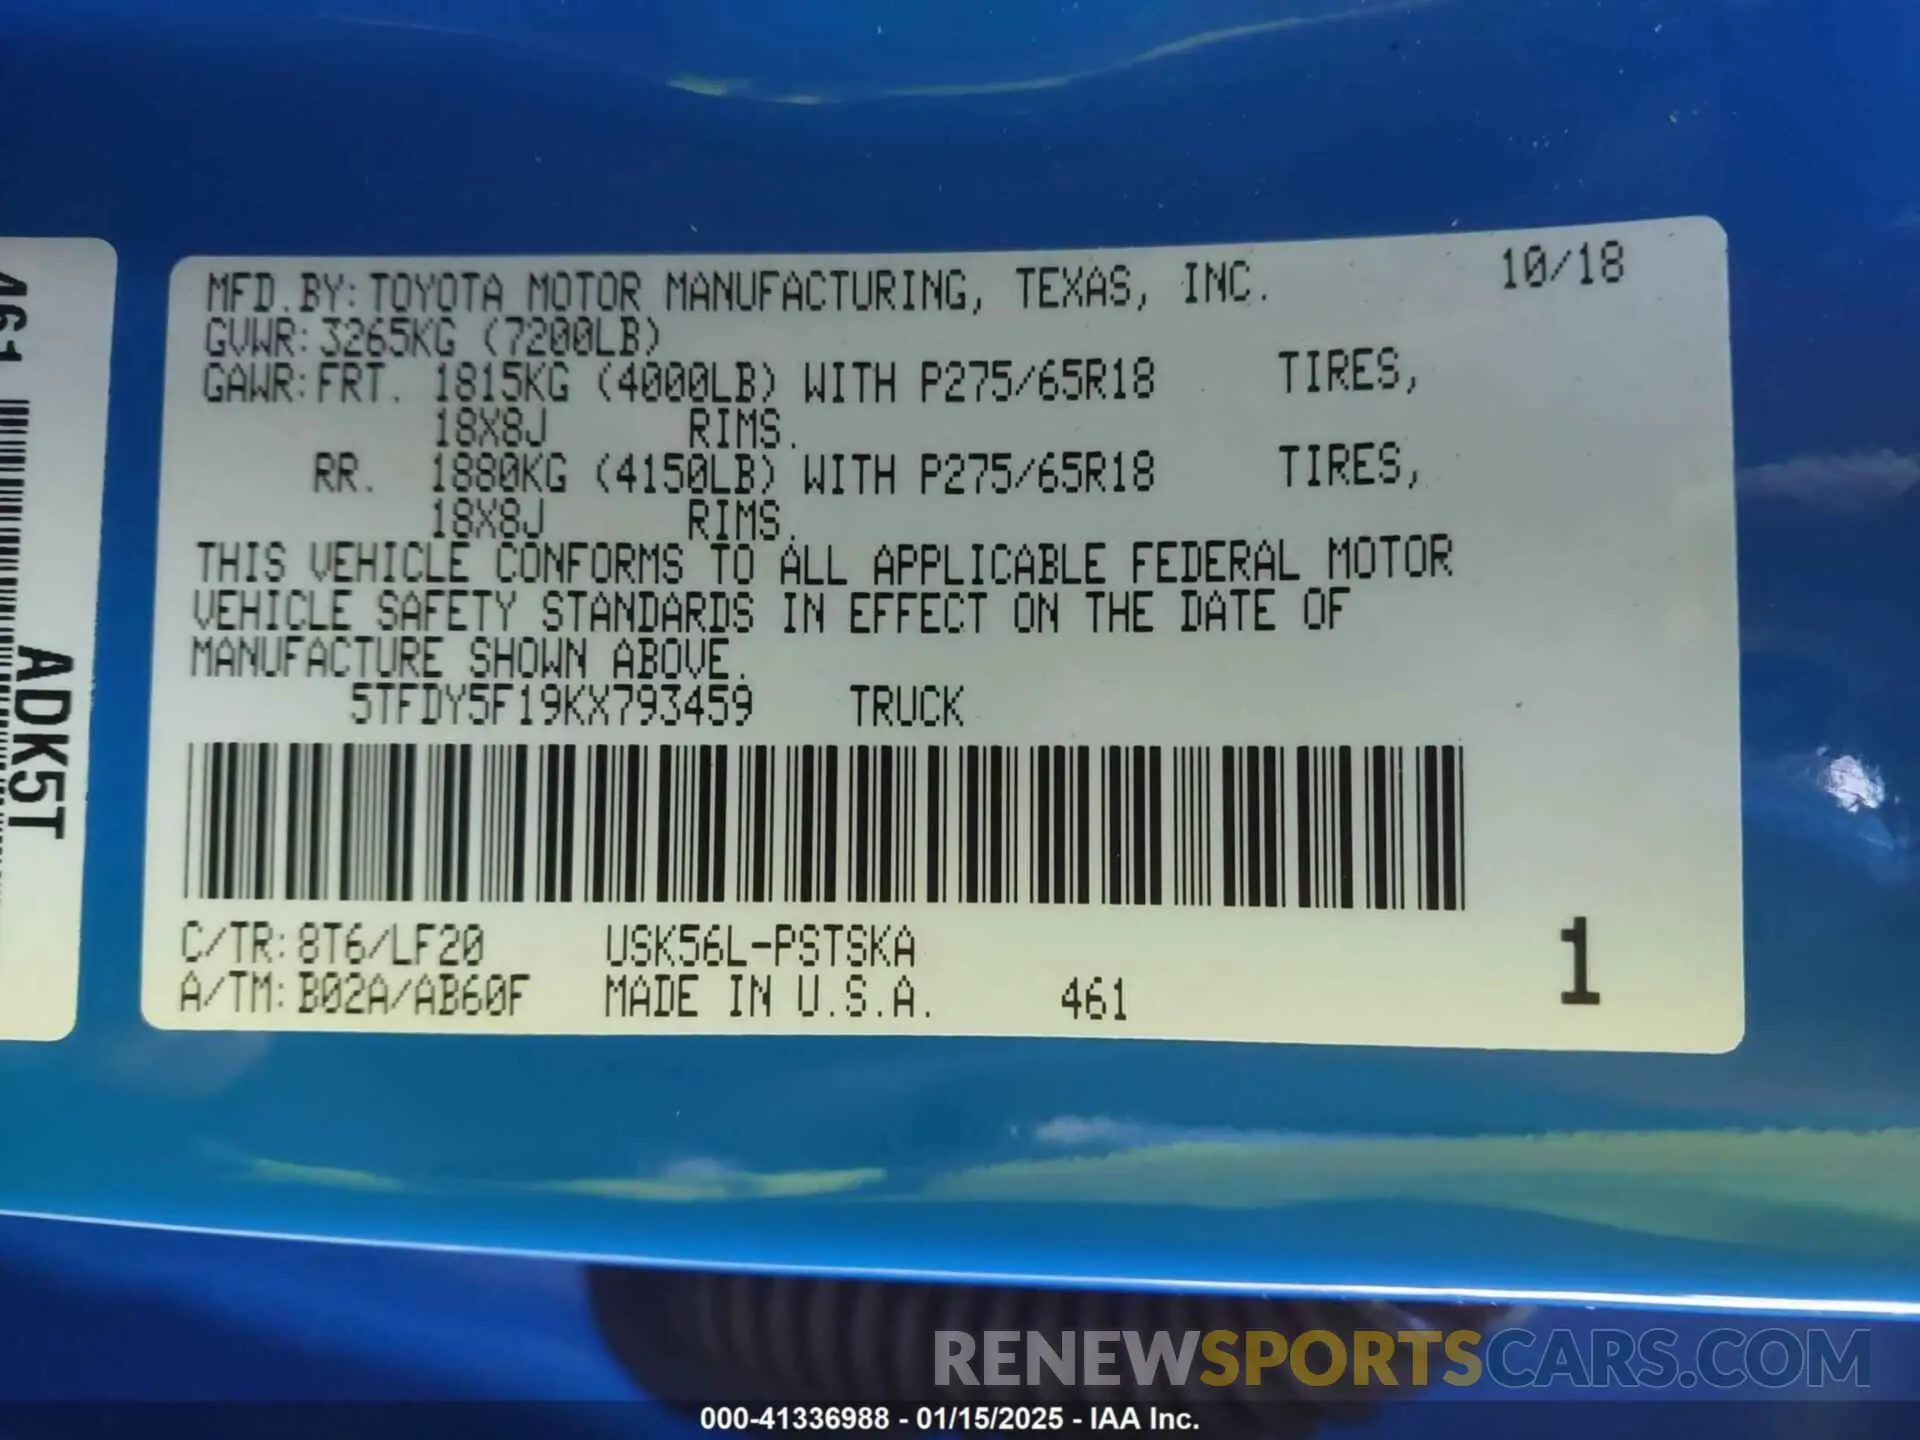 MFD.BY:TOYOTA MOTOR MANUFACTURING, TEXAS, INC. 10/18
GVWR:3265KG (7200LB)
GAWR:FRT. 1815KG (4000LB) WITH P275/65R18 TIRES,
18X8J RIMS.
RR. 1880KG (4150LB) WITH P275/65R18 TIRES,
18X8J RIMS.
THIS VEHICLE CONFORMS TO ALL APPLICABLE FEDERAL MOTOR
VEHICLE SAFETY STANDARDS IN EFFECT ON THE DATE OF
MANUFACTURE SHOWN ABOVE.
5TFDY5F19KX793459 TRUCK
C/TR:8T6/LF20 USK56L-PSTSKA
A/TM:B02A/AB60F MADE IN U.S.A. 461
1
461
ADK5T
RENEWSPORTSCARS.COM
000-41336988 - 01/15/2025 - IAA Inc.